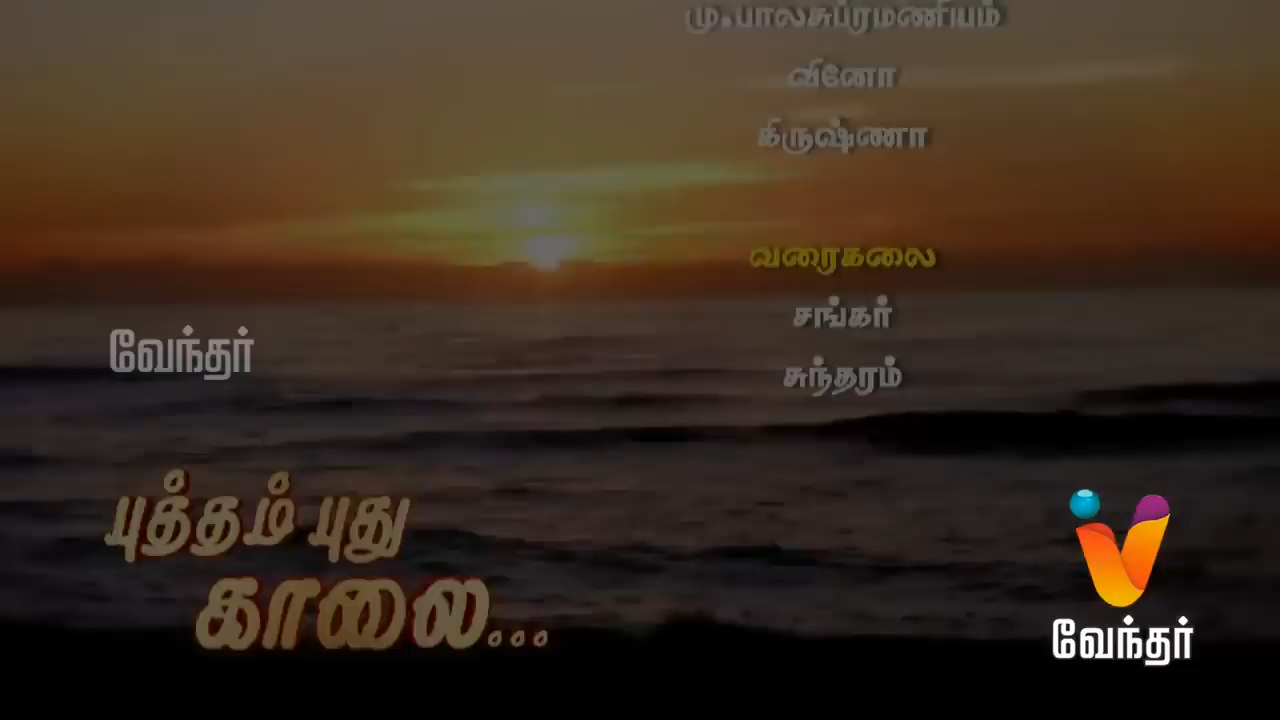 மு.பாலசுப்ரமணியம்
வினோ
கிருஷ்ணா
வரைகலை
சங்கர்
சுந்தரம்
வேந்தர்
புத்தம் புது
காலை...
வேந்தர்